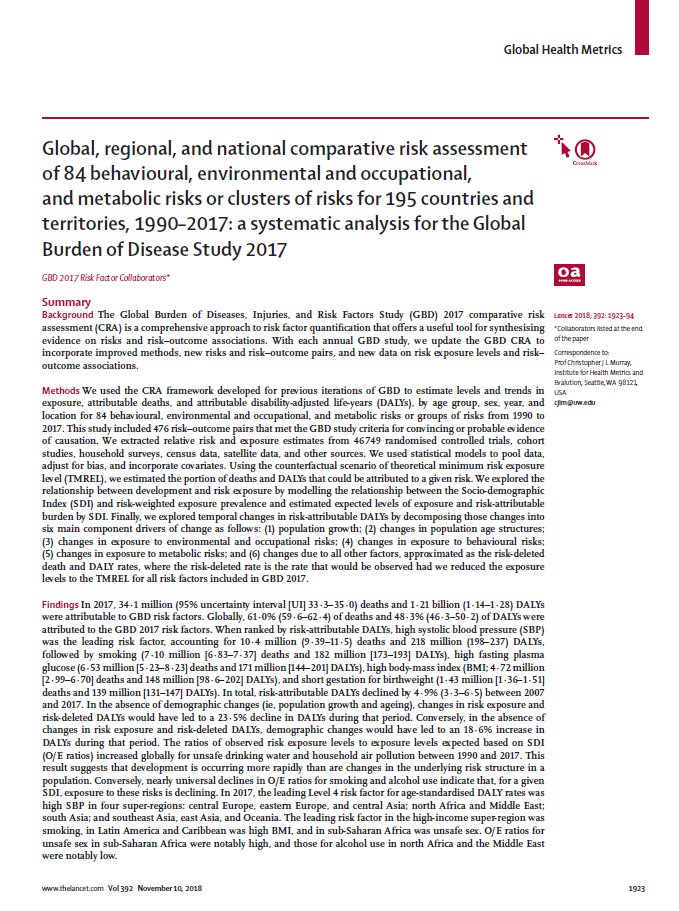 Global Health Metrics
Global, regional, and national comparative risk assessment
of 84 behavioural, environmental and occupational,
and metabolic risks or clusters of risks for 195 countries and
territories, 1990–2017: a systematic analysis for the Global
Burden of Disease Study 2017
CrossMark
GBD 2017 Risk Factor Collaborators*
oa
OPEN ACCESS
Summary
Background The Global Burden of Diseases, Injuries, and Risk Factors Study (GBD) 2017 comparative risk
assessment (CRA) is a comprehensive approach to risk factor quantification that offers a useful tool for synthesising
evidence on risks and risk–outcome associations. With each annual GBD study, we update the GBD CRA to
incorporate improved methods, new risks and risk–outcome pairs, and new data on risk exposure levels and risk–
outcome associations.
Lancet 2018; 392: 1923–94
*Collaborators listed at the end
of the paper
Correspondence to:
Prof Christopher J L Murray,
Institute for Health Metrics and
Evalution, Seattle, WA 98121,
USA
cjlm@uw.edu
Methods We used the CRA framework developed for previous iterations of GBD to estimate levels and trends in
exposure, attributable deaths, and attributable disability-adjusted life-years (DALYs), by age group, sex, year, and
location for 84 behavioural, environmental and occupational, and metabolic risks or groups of risks from 1990 to
2017. This study included 476 risk–outcome pairs that met the GBD study criteria for convincing or probable evidence
of causation. We extracted relative risk and exposure estimates from 46 749 randomised controlled trials, cohort
studies, household surveys, census data, satellite data, and other sources. We used statistical models to pool data,
adjust for bias, and incorporate covariates. Using the counterfactual scenario of theoretical minimum risk exposure
level (TMREL), we estimated the portion of deaths and DALYs that could be attributed to a given risk. We explored the
relationship between development and risk exposure by modelling the relationship between the Socio-demographic
Index (SDI) and risk-weighted exposure prevalence and estimated expected levels of exposure and risk-attributable
burden by SDI. Finally, we explored temporal changes in risk-attributable DALYs by decomposing those changes into
six main component drivers of change as follows: (1) population growth; (2) changes in population age structures;
(3) changes in exposure to environmental and occupational risks; (4) changes in exposure to behavioural risks;
(5) changes in exposure to metabolic risks; and (6) changes due to all other factors, approximated as the risk-deleted
death and DALY rates, where the risk-deleted rate is the rate that would be observed had we reduced the exposure
levels to the TMREL for all risk factors included in GBD 2017.
Findings In 2017, 34·1 million (95% uncertainty interval [UI] 33·3–35·0) deaths and 1·21 billion (1·14–1·28) DALYs
were attributable to GBD risk factors. Globally, 61·0% (59·6–62·4) of deaths and 48·3% (46·3–50·2) of DALYs were
attributed to the GBD 2017 risk factors. When ranked by risk-attributable DALYs, high systolic blood pressure (SBP)
was the leading risk factor, accounting for 10·4 million (9·39–11·5) deaths and 218 million (198–237) DALYs,
followed by smoking (7·10 million [6·83–7·37] deaths and 182 million [173–193] DALYs), high fasting plasma
glucose (6·53 million [5·23–8·23] deaths and 171 million [144–201] DALYs), high body-mass index (BMI; 4·72 million
[2·99–6·70] deaths and 148 million [98·6–202] DALYs), and short gestation for birthweight (1·43 million [1·36–1·51]
deaths and 139 million [131–147] DALYs). In total, risk-attributable DALYs declined by 4·9% (3·3–6·5) between 2007
and 2017. In the absence of demographic changes (ie, population growth and ageing), changes in risk exposure and
risk-deleted DALYs would have led to a 23·5% decline in DALYs during that period. Conversely, in the absence of
changes in risk exposure and risk-deleted DALYs, demographic changes would have led to an 18·6% increase in
DALYs during that period. The ratios of observed risk exposure levels to exposure levels expected based on SDI
(O/E ratios) increased globally for unsafe drinking water and household air pollution between 1990 and 2017. This
result suggests that development is occurring more rapidly than are changes in the underlying risk structure in a
population. Conversely, nearly universal declines in O/E ratios for smoking and alcohol use indicate that, for a given
SDI, exposure to these risks is declining. In 2017, the leading Level 4 risk factor for age-standardised DALY rates was
high SBP in four super-regions: central Europe, eastern Europe, and central Asia; north Africa and Middle East;
south Asia; and southeast Asia, east Asia, and Oceania. The leading risk factor in the high-income super-region was
smoking, in Latin America and Caribbean was high BMI, and in sub-Saharan Africa was unsafe sex. O/E ratios for
unsafe sex in sub-Saharan Africa were notably high, and those for alcohol use in north Africa and the Middle East
were notably low.
www.thelancet.com Vol 392 November 10, 2018
1923